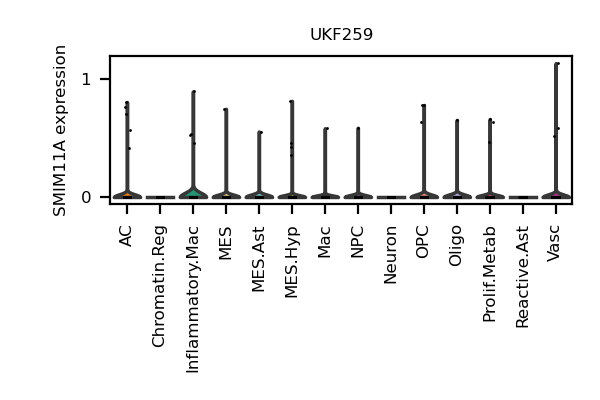 UKF259
SMIM11A expression
1
0
AC
Chromatin.Reg
Inflammatory.Mac
MES
MES.Ast
MES.Hyp
Mac
NPC
Neuron
OPC
Oligo
Prolif.Metab
Reactive.Ast
Vasc